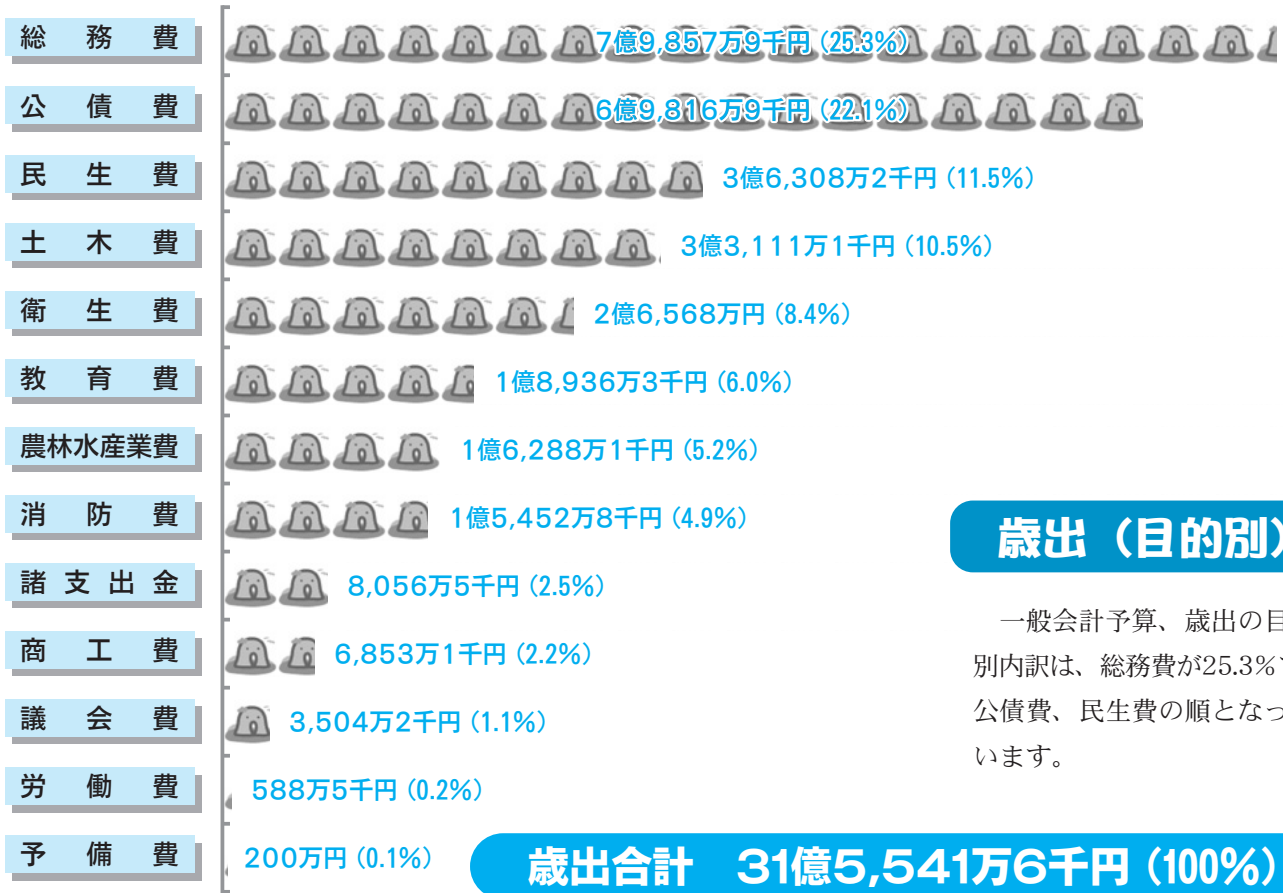 総務費 7億9,857万9千円（25.3%）
公債費 6億9,816万9千円（22.1%）
民生費 3億6,308万2千円（11.5%）
土木費 3億3,111万1千円（10.5%）
衛生費 2億6,568万円（8.4%）
教育費 1億8,936万3千円（6.0%）
農林水産業費 1億6,288万1千円（5.2%）
消防費 1億5,452万8千円（4.9%）
諸支出金 8,056万5千円（2.5%）
商工費 6,853万1千円（2.2%）
議会費 3,504万2千円（1.1%）
労働費 588万5千円（0.2%）
予備費 200万円（0.1%）
歳出（目的別）
一般会計予算、歳出の目
別内訳は、総務費が25.3%
公債費、民生費の順となっ
います。
歳出合計　31億5,541万6千円（100%）